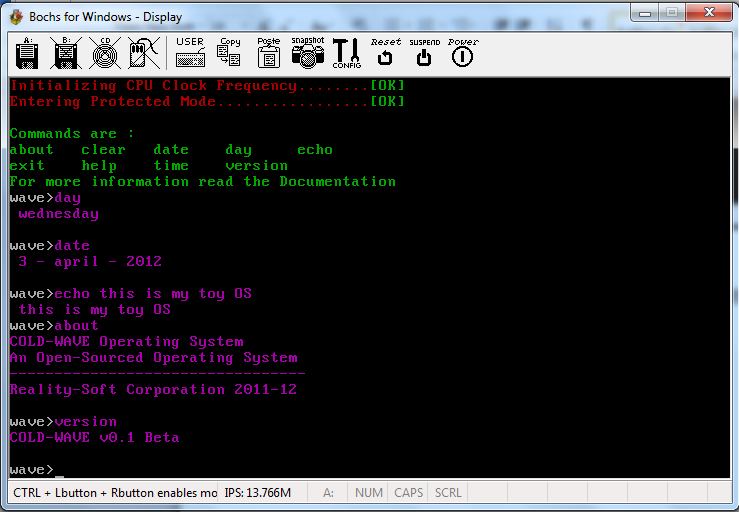 Bochs for Windows - Display
A: B: CD USER Copy Paste snapshot CONFIG Reset SUSPEND Power
Initializing CPU Clock Frequency........[OK]
Entering Protected Mode.................[OK]
Commands are :
about clear date day echo
exit help time version
For more information read the Documentation
wave>day
wednesday
wave>date
3 - april - 2012
wave>echo this is my toy OS
this is my toy OS
wave>about
COLD-WAVE Operating System
An Open-Sourced Operating System
---------------------------------
Reality-Soft Corporation 2011-12
wave>version
COLD-WAVE v0.1 Beta
wave>_
CTRL + Lbutton + Rbutton enables mo IPS: 13.766M A: NUM CAPS SCRL